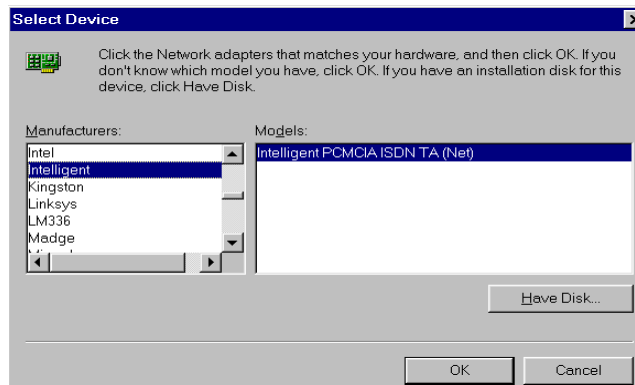 Select Device
Click the Network adapters that matches your hardware, and then click OK. If you
don't know which model you have, click OK. If you have an installation disk for this
device, click Have Disk.
Manufacturers:
Intel
Intelligent
Kingston
Linksys
LM336
Madge
Models:
Intelligent PCMCIA ISDN TA (Net)
Have Disk...
OK
Cancel